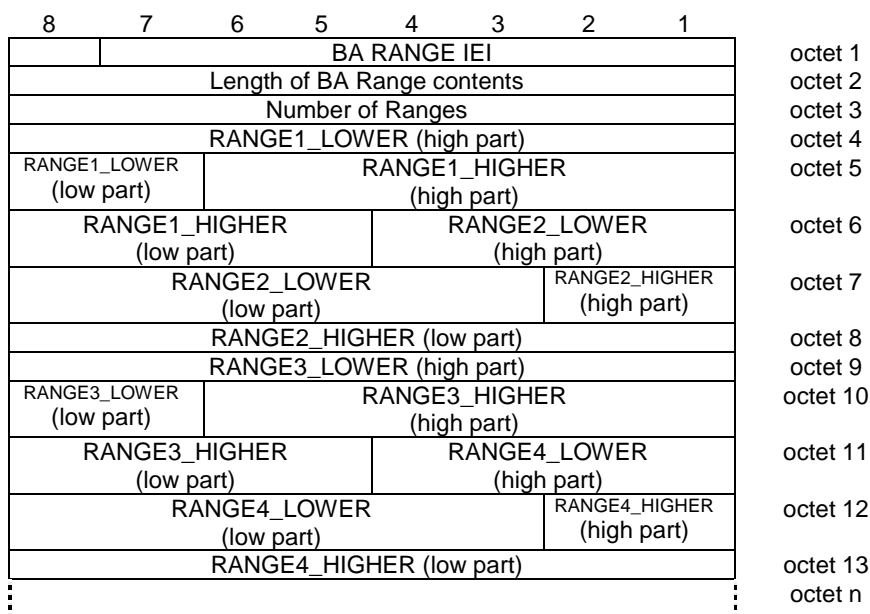 8 7 6 5 4 3 2 1
BA RANGE IEI octet 1
Length of BA Range contents octet 2
Number of Ranges octet 3
RANGE1_LOWER (high part) octet 4
RANGE1_LOWER RANGE1_HIGHER octet 5
(low part) (high part)
RANGE1_HIGHER RANGE2_LOWER octet 6
(low part) (high part)
RANGE2_LOWER RANGE2_HIGHER octet 7
(low part) (high part)
RANGE2_HIGHER (low part) octet 8
RANGE3_LOWER (high part) octet 9
RANGE3_LOWER RANGE3_HIGHER octet 10
(low part) (high part)
RANGE3_HIGHER RANGE4_LOWER octet 11
(low part) (high part)
RANGE4_LOWER RANGE4_HIGHER octet 12
(low part) (high part)
RANGE4_HIGHER (low part) octet 13
octet n